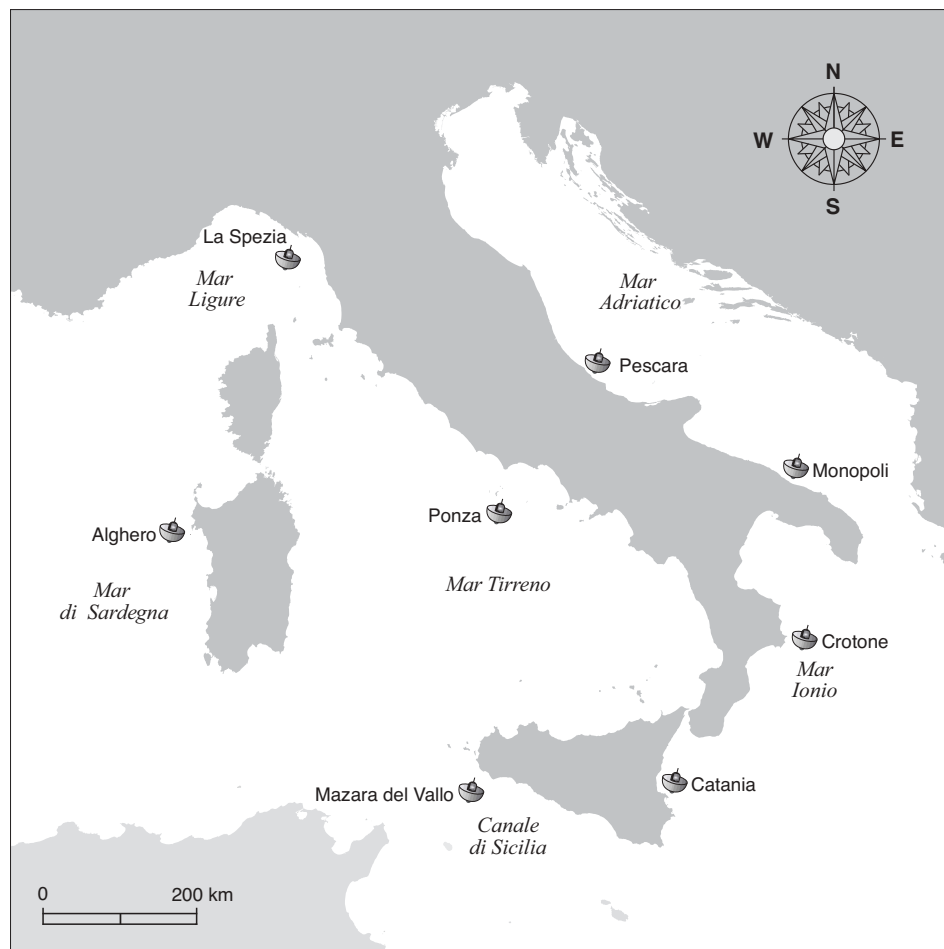 N
W
E
S
La Spezia
Mar
Ligure
Mar
Adriatico
Pescara
Monopoli
Ponza
Alghero
Mar Tirreno
Mar
di Sardegna
Crotone
Mar
Ionio
Catania
Mazara del Vallo
Canale
di Sicilia
0
200 km